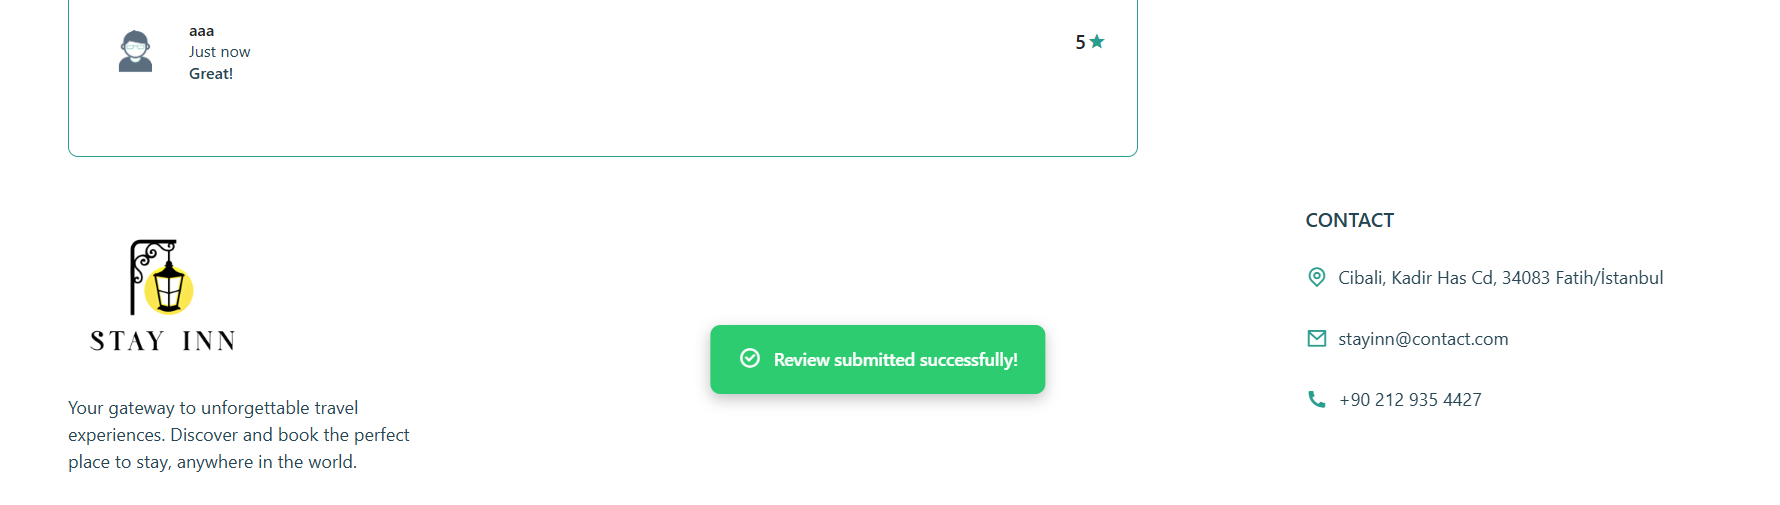 aaa
Just now
Great!
5
CONTACT
Cibali, Kadir Has Cd, 34083 Fatih/İstanbul
stayinn@contact.com
+90 212 935 4427
STAY INN
Your gateway to unforgettable travel
experiences. Discover and book the perfect
place to stay, anywhere in the world.
Review submitted successfully!